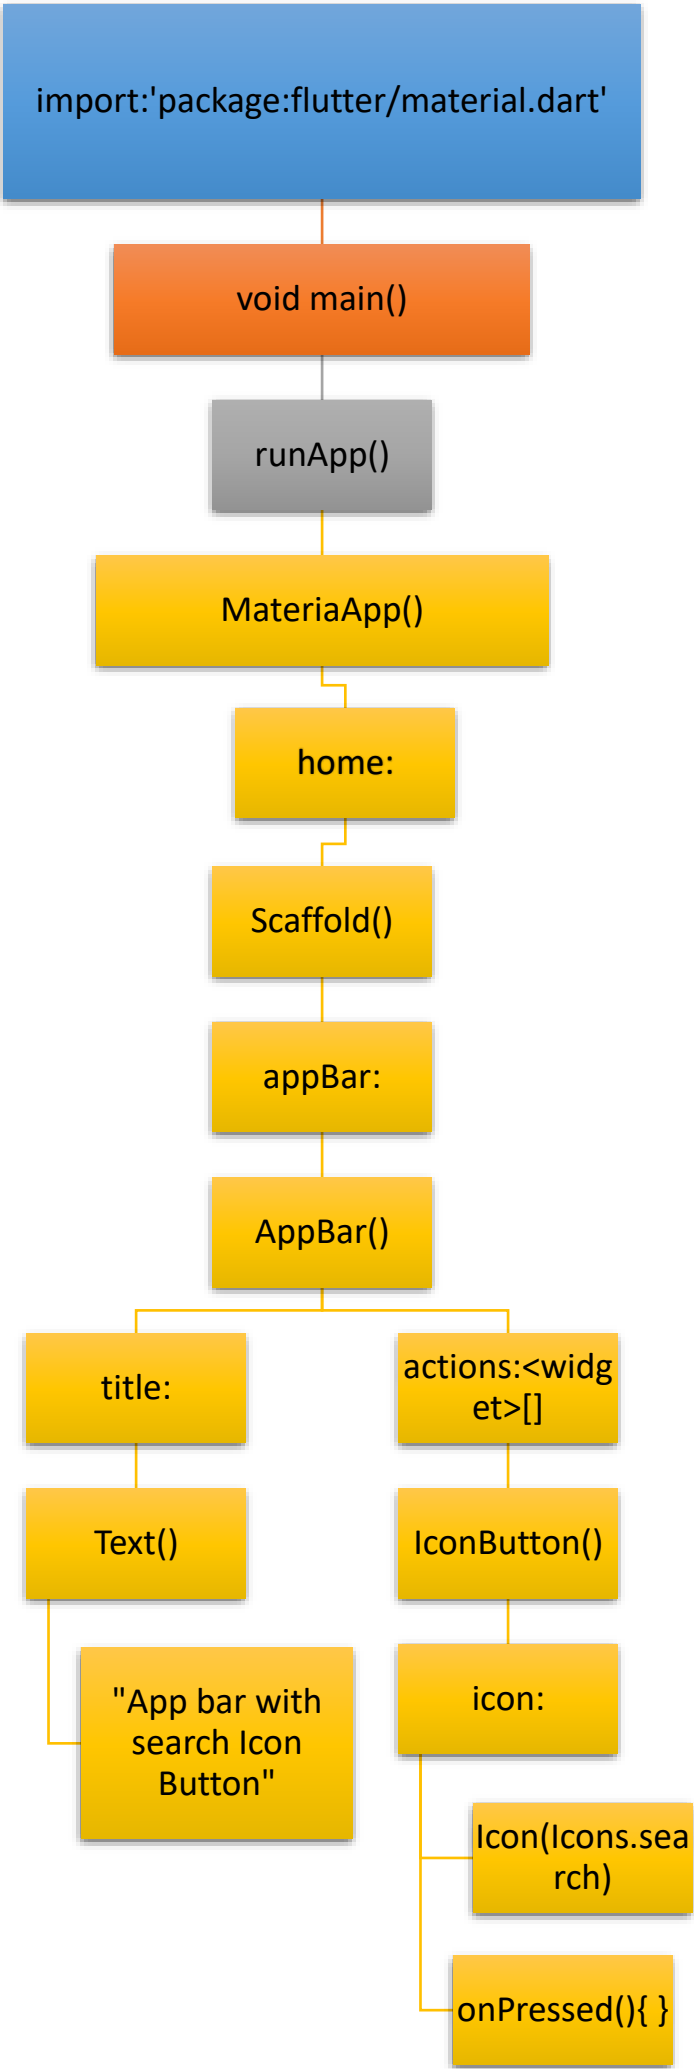 import:'package:flutter/material.dart'
void main()
runApp()
MateriaApp()
home:
Scaffold()
appBar:
AppBar()
title:
Text()
"App bar with
search Icon
Button"
actions:<widg
et>[]
IconButton()
icon:
Icon(Icons.sea
rch)
onPressed(){ }